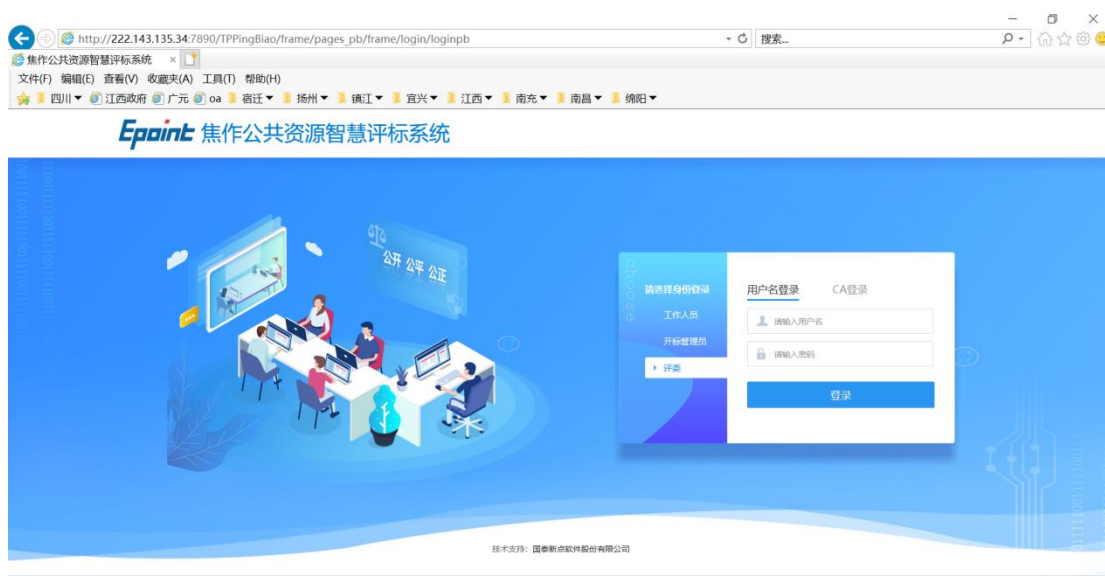 http://222.143.135.34:7890/TPPingBiao/frame/pages_pb/frame/login/loginpb
搜索...
焦作公共资源智慧评标系统
文件(F) 编辑(E) 查看(V) 收藏夹(A) 工具(T) 帮助(H)
四川 江西政府 广元 oa 宿迁 扬州 镇江 宜兴 江西 南充 南昌 绵阳
Epoint 焦作公共资源智慧评标系统
公开 公平 公正
choose
请选择身份登录
工作人员
开标管理员
评委
用户名登录 CA登录
请输入用户名
请输入密码
登录
技术支持：国泰新点软件股份有限公司